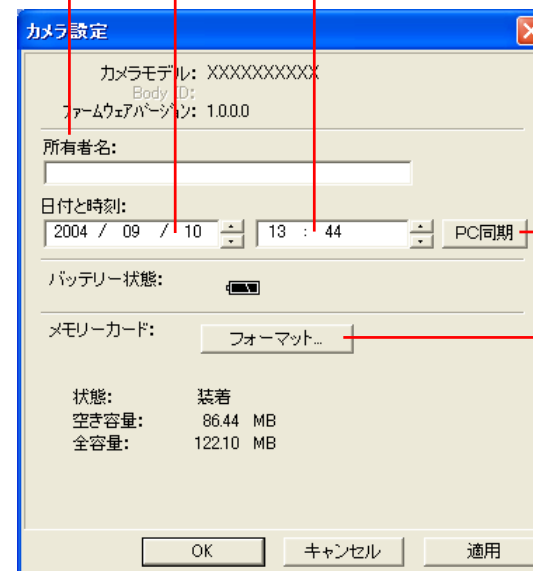 カメラ設定
カメラモデル: XXXXXXXXXX
Body ID:
ファームウェアバージョン: 1.0.0.0
所有者名:
日付と時刻:
2004 / 09 / 10 13 : 44 PC同期
バッテリー状態:
メモリーカード: フォーマット...
状態: 装着
空き容量: 86.44 MB
全容量: 122.10 MB
OK キャンセル 適用